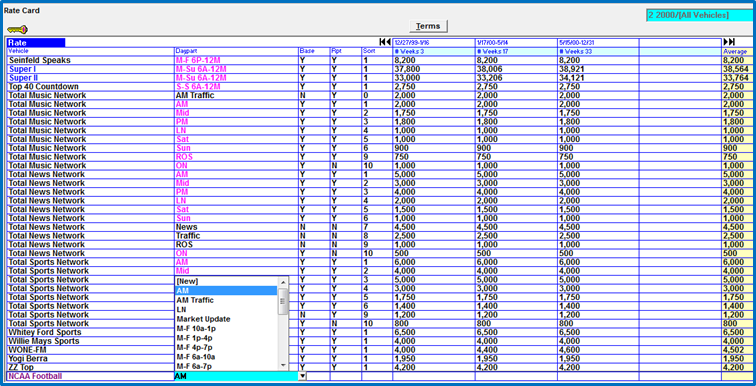 Rate Card
2 2000/[All Vehicles]
Terms
Rate 12/27/99-1/16 1/17/00-5/14 5/15/00-12/31
Vehicle Daypart Base Rpt Sort # Weeks 3 # Weeks 17 # Weeks 33 Average
Seinfeld Speaks M-F 6P-12M Y Y 1 8,200 8,200 8,200 8,200
Super I M-Su 6A-12M Y Y 1 37,800 38,006 38,921 38,564
Super II M-Su 6A-12M Y Y 1 33,000 33,206 34,121 33,764
Top 40 Countdown S-S 6A-12M Y Y 1 2,750 2,750 2,750 2,750
Total Music Network AM Traffic N Y 0 2,000 2,000 2,000 2,000
Total Music Network AM Y Y 1 2,000 2,000 2,000 2,000
Total Music Network Mid Y Y 2 1,750 1,750 1,750 1,750
Total Music Network PM Y Y 3 1,800 1,800 1,800 1,800
Total Music Network LN Y Y 4 1,000 1,000 1,000 1,000
Total Music Network Sat Y Y 5 1,000 1,000 1,000 1,000
Total Music Network Sun Y Y 6 900 900 900 900
Total Music Network ROS Y Y 9 750 750 750 750
Total Music Network ON Y N 10 1,000 1,000 1,000 1,000
Total News Network AM Y Y 1 5,000 5,000 5,000 5,000
Total News Network Mid Y Y 2 3,000 3,000 3,000 3,000
Total News Network PM Y Y 3 4,000 4,000 4,000 4,000
Total News Network LN Y Y 4 2,000 2,000 2,000 2,000
Total News Network Sat Y Y 5 1,500 1,500 1,500 1,500
Total News Network Sun Y Y 6 1,000 1,000 1,000 1,000
Total News Network News N N 7 4,500 4,500 4,500 4,500
Total News Network Traffic N N 8 2,500 2,500 2,500 2,500
Total News Network ROS N N 9 1,000 1,000 1,000 1,000
Total News Network ON Y N 10 500 500 500 500
Total Sports Network AM Y Y 1 6,000 6,000 6,000 6,000
Total Sports Network Mid Y Y 2 4,000 4,000 4,000 4,000
Total Sports Network [New] Y Y 3 5,000 5,000 5,000 5,000
Total Sports Network AM Y Y 3,000 3,000 3,000 3,000
Total Sports Network AM Traffic Y Y 5 1,750 1,750 1,750 1,750
Total Sports Network LN Y Y 6 1,400 1,400 1,400 1,400
Total Sports Network Market Update Y Y 9 1,200 1,200 1,200 1,200
Total Sports Network M-F 10a-1p Y N 10 800 800 800 800
Whitey Ford Sports M-F 1p-4p Y Y 1 4,000 4,000 4,000 4,000
Willie Mays Sports M-F 4p-7p Y Y 1 4,000 4,000 4,000 4,000
WONE-FM M-F 6a-10a Y Y 1 4,000 4,400 4,600 4,502
Yogi Berra M-F 6a-7p Y Y 1 1,950 1,950 1,950 1,950
ZZ Top Y Y 1 4,200 4,200 4,200 4,200
NCAA Football AM